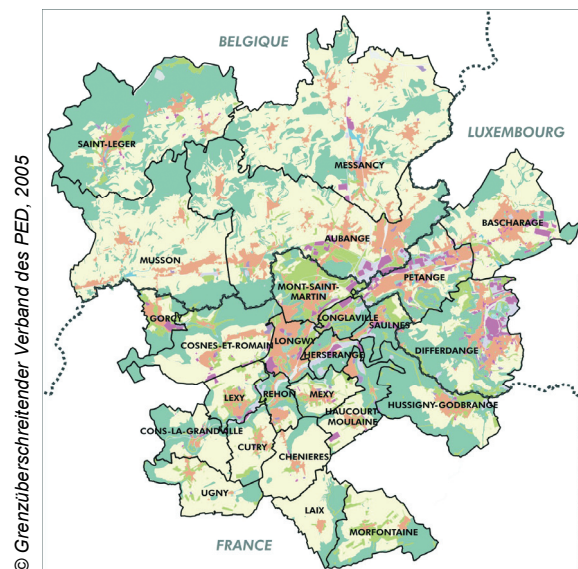 © Grenzüberschreitender Verband des PED, 2005
BELGIQUE
LUXEMBOURG
SAINT-LEGER
MESSANCY
BASCHARAGE
AUBANGE
MUSSON
PETANGE
MONT-SAINT-
MARTIN
GORCY
LONGLAVILLE
SAULNES
COSNES-ET-ROMAIN
LONGWY
DIFFERDANGE
HERSERANGE
LEXY
REHON
MEXY
HUSSIGNY-GODBRANGE
HAUCOURT
MOULAINE
CONS-LA-GRANDVILLE
CUTRY
CHENIERES
UGNY
LAIX
MORFONTAINE
FRANCE